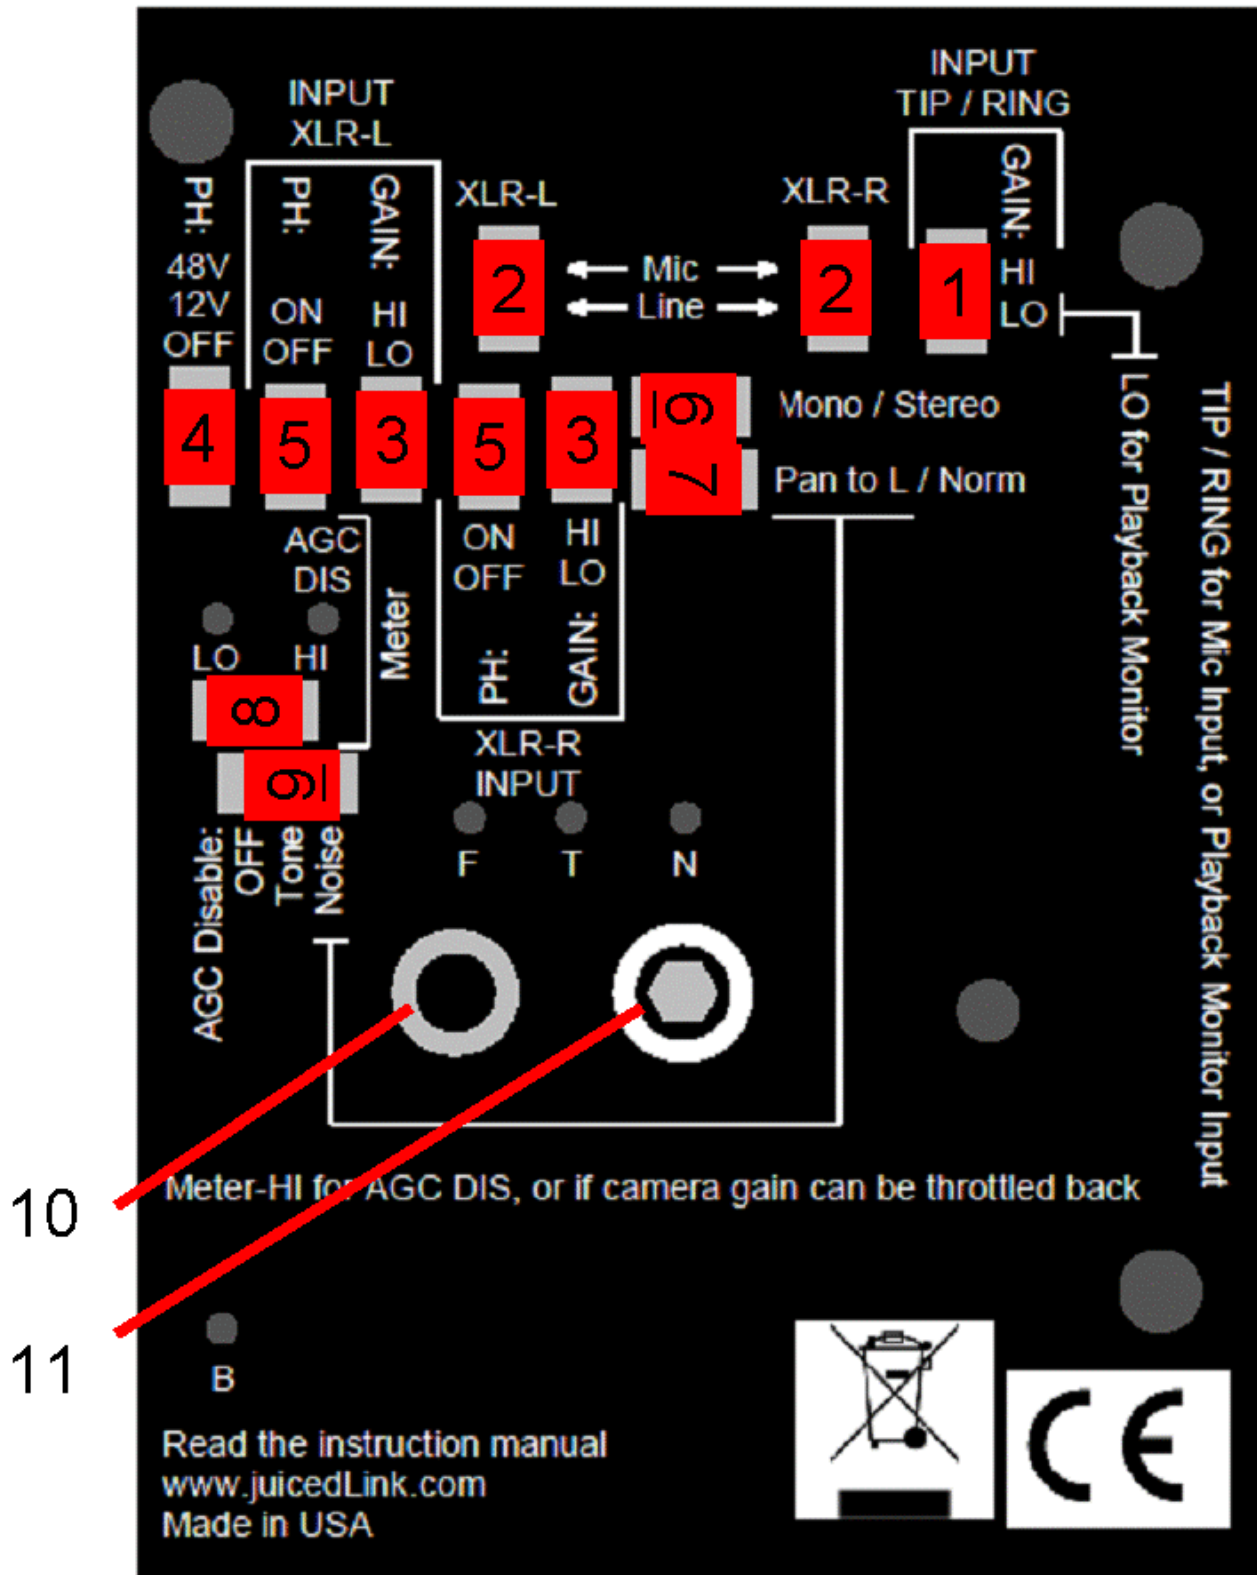 INPUT
XLR-L
INPUT
TIP / RING
PH:
48V
12V
OFF
PH:
ON
OFF
GAIN:
HI
LO
XLR-L
2
Mic
Line
XLR-R
2
1
GAIN:
HI
LO
4
5
3
5
3
6
Mono / Stereo
7
Pan to L / Norm
LO for Playback Monitor
TIP / RING for Mic Input, or Playback Monitor Input
AGC
DIS
Meter
LO
HI
ON
OFF
PH:
HI
LO
GAIN:
XLR-R
INPUT
8
9
AGC Disable:
OFF
Tone
Noise
F
T
N
10
11
Meter-HI for AGC DIS, or if camera gain can be throttled back
B
Read the instruction manual
www.juicedLink.com
Made in USA
CE